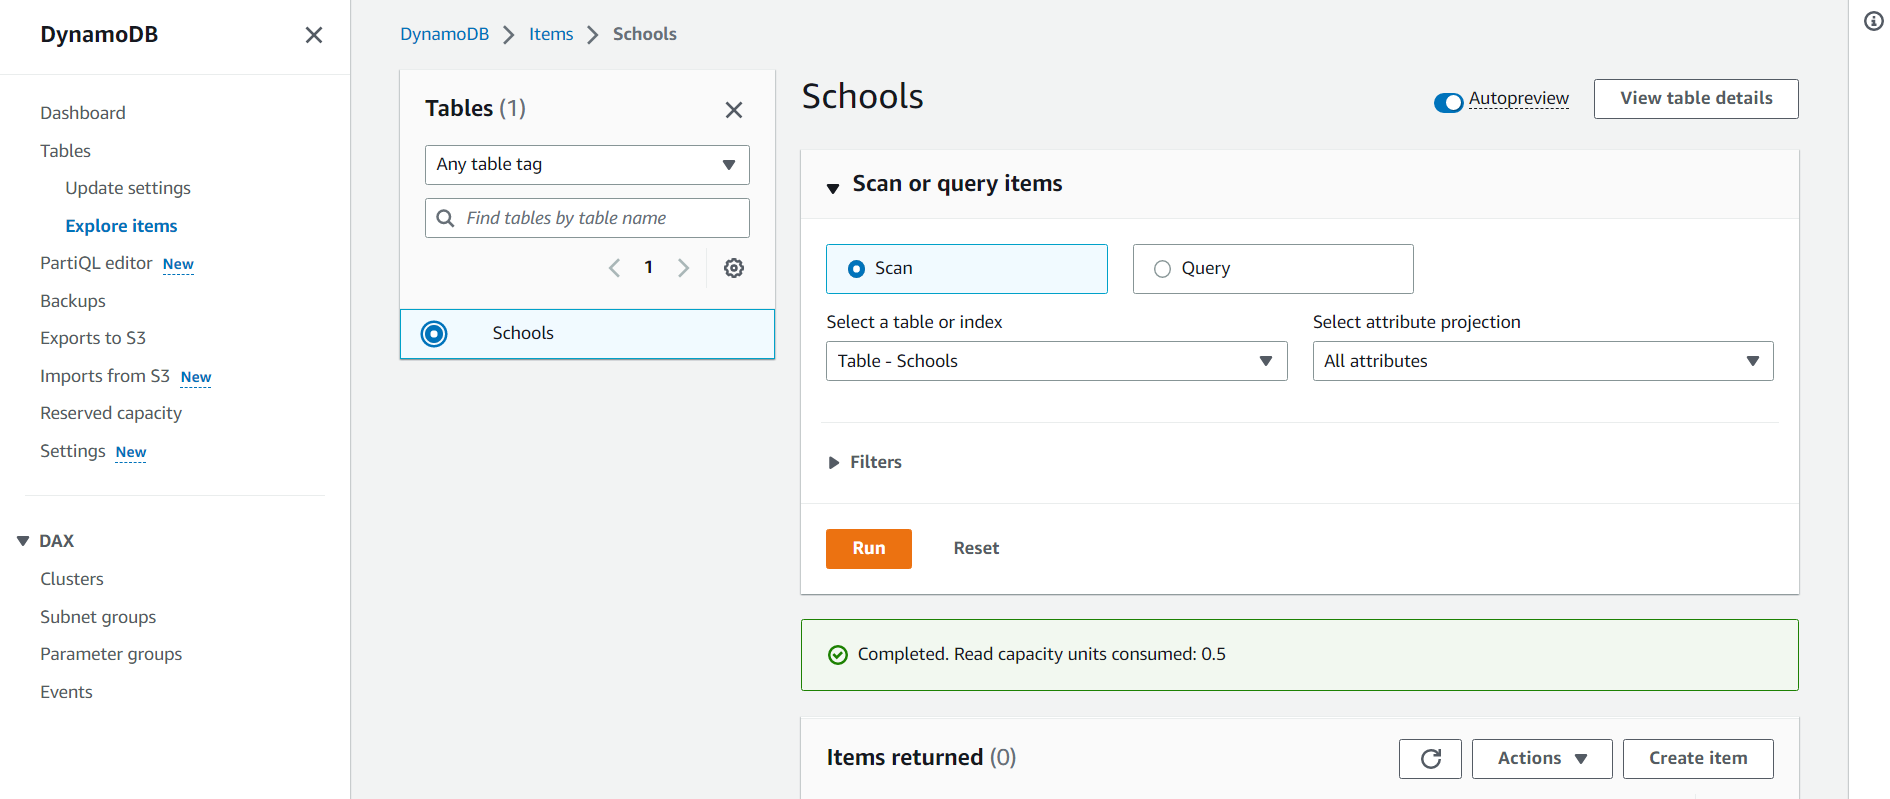 DynamoDB
Dashboard
Tables
Update settings
Explore items
PartiQL editor New
Backups
Exports to S3
Imports from S3 New
Reserved capacity
Settings New
DAX
Clusters
Subnet groups
Parameter groups
Events
DynamoDB Items Schools
Tables (1)
Any table tag
Find tables by table name
1
Schools
Schools
Autopreview
View table details
Scan or query items
Scan
Query
Select a table or index
Select attribute projection
Table - Schools
All attributes
Filters
Run
Reset
Completed. Read capacity units consumed: 0.5
Items returned (0)
Actions
Create item